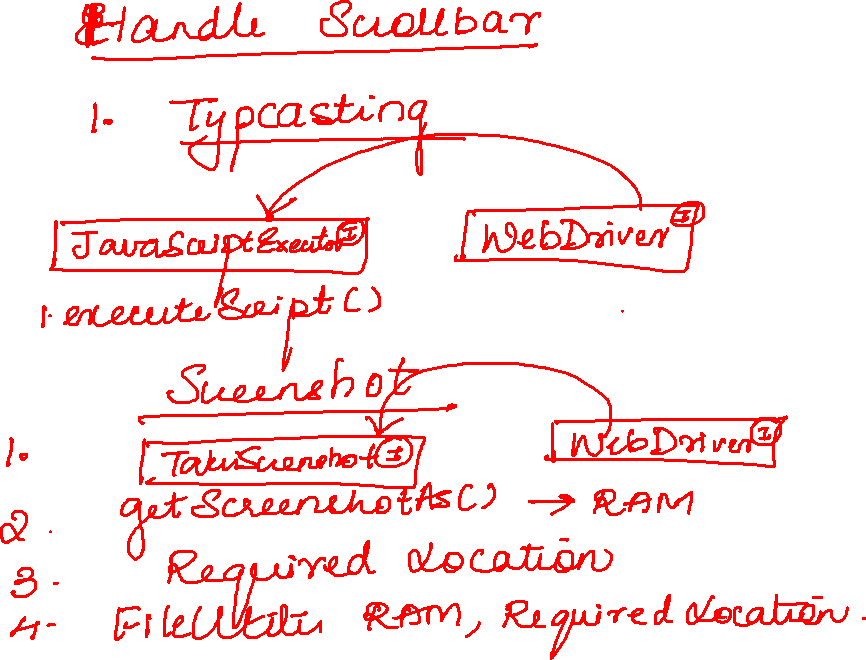 Handle Scrollbar
1. Typcasting
JavaScriptExecutor I WebDriver I
1. executeScript()
Screenshot
1. TakeScreenshot I WebDriver I
2. getScreenshotAs() → RAM
3. Required Location
4. FileUtilis RAM, Required Location.